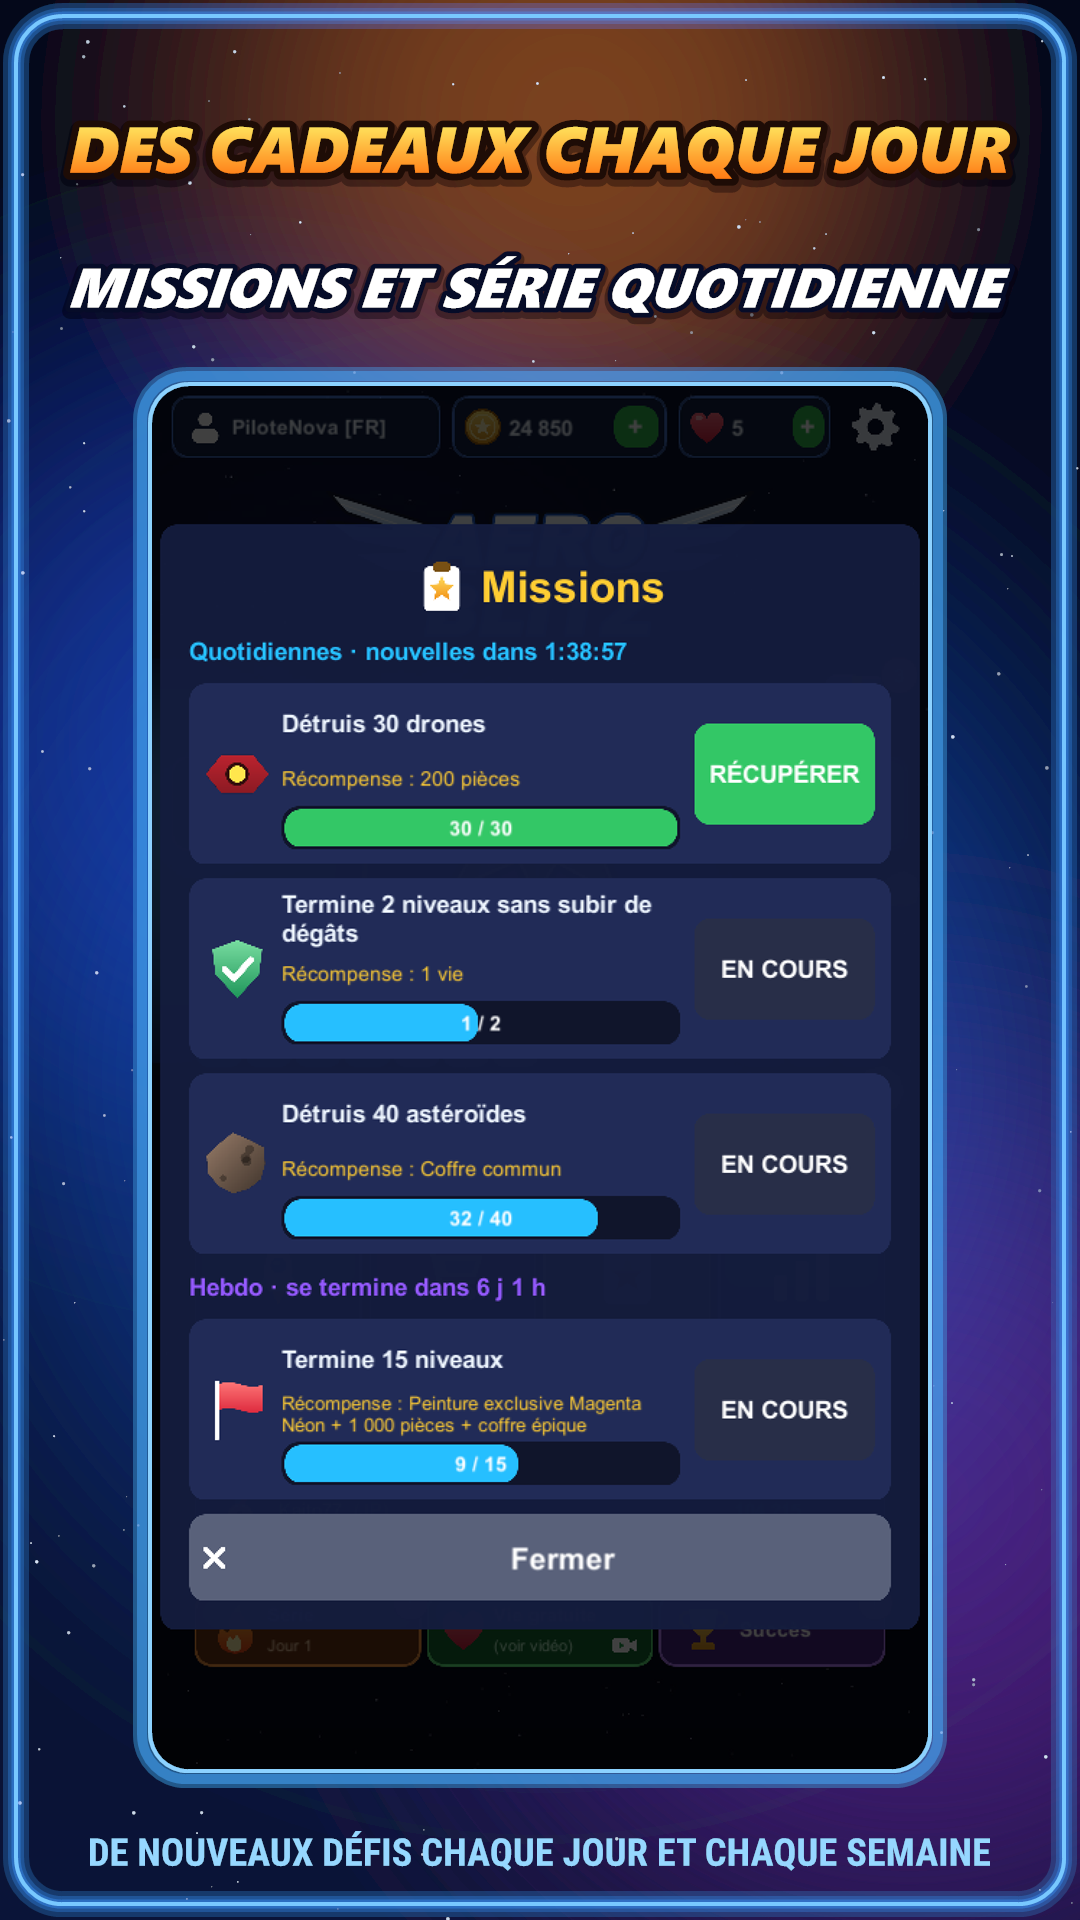 DES CADEAUX CHAQUE JOUR
MISSIONS ET SÉRIE QUOTIDIENNE
PiloteNova [FR]
24 850
+
5
+
AERO
Missions
Quotidiennes · nouvelles dans 1:38:57
Détruis 30 drones
Récompense : 200 pièces
30 / 30
RÉCUPÉRER
Termine 2 niveaux sans subir de
dégâts
Récompense : 1 vie
1 / 2
EN COURS
Détruis 40 astéroïdes
Récompense : Coffre commun
32 / 40
EN COURS
Hebdo · se termine dans 6 j 1 h
Termine 15 niveaux
Récompense : Peinture exclusive Magenta
Néon + 1 000 pièces + coffre épique
9 / 15
EN COURS
Fermer
Jour 1
(voir vidéo)
Succès
DE NOUVEAUX DÉFIS CHAQUE JOUR ET CHAQUE SEMAINE